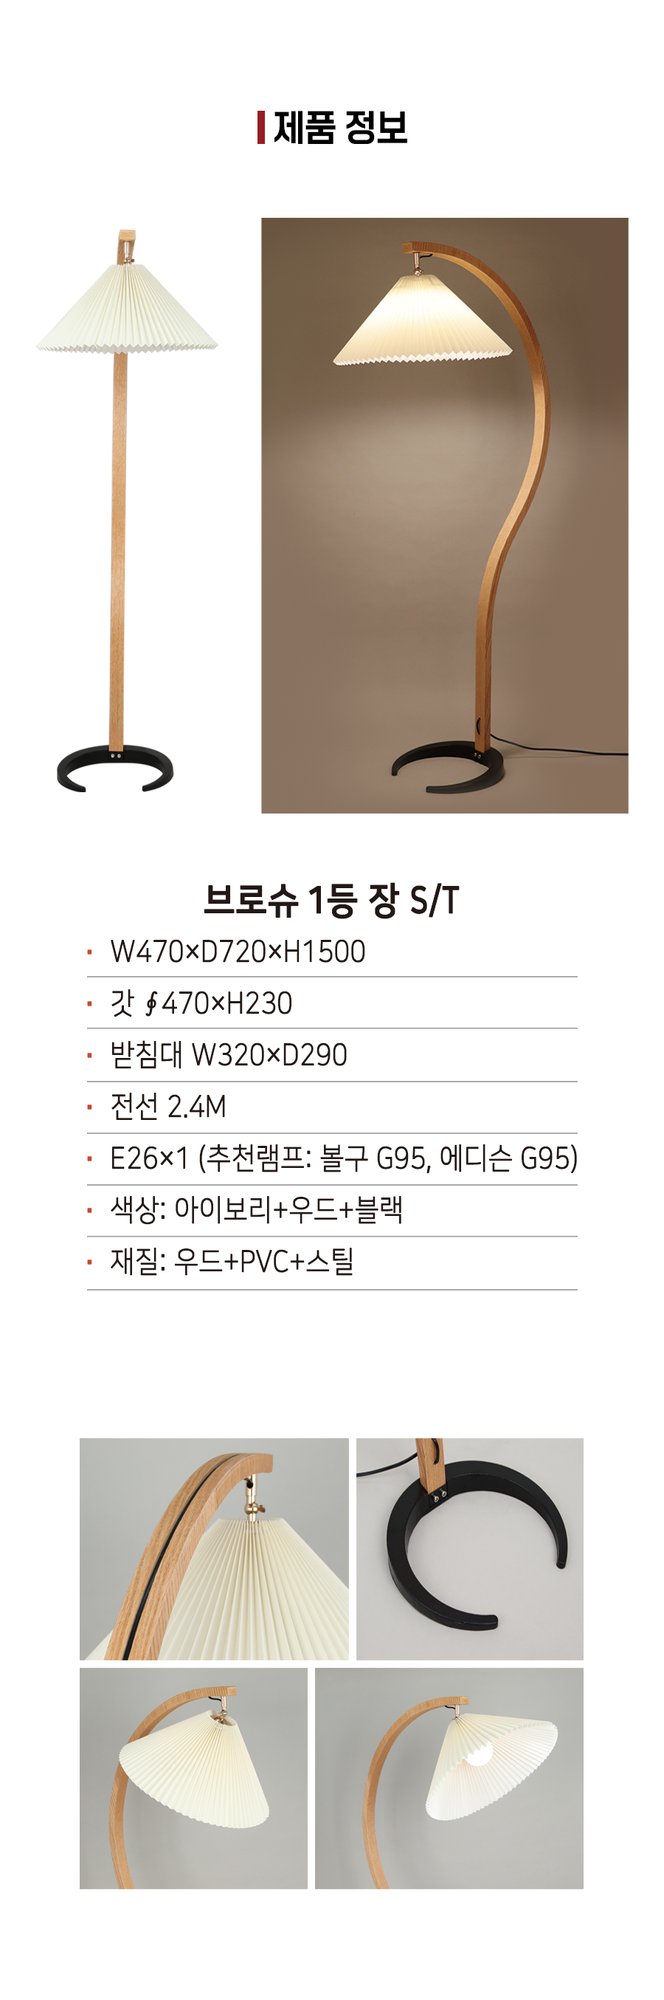 제품 정보
브로슈 1등 장 S/T
· W470×D720×H1500
· 갓 ∮470×H230
· 받침대 W320×D290
· 전선 2.4M
· E26×1 (추천램프: 볼구 G95, 에디슨 G95)
· 색상: 아이보리+우드+블랙
· 재질: 우드+PVC+스틸